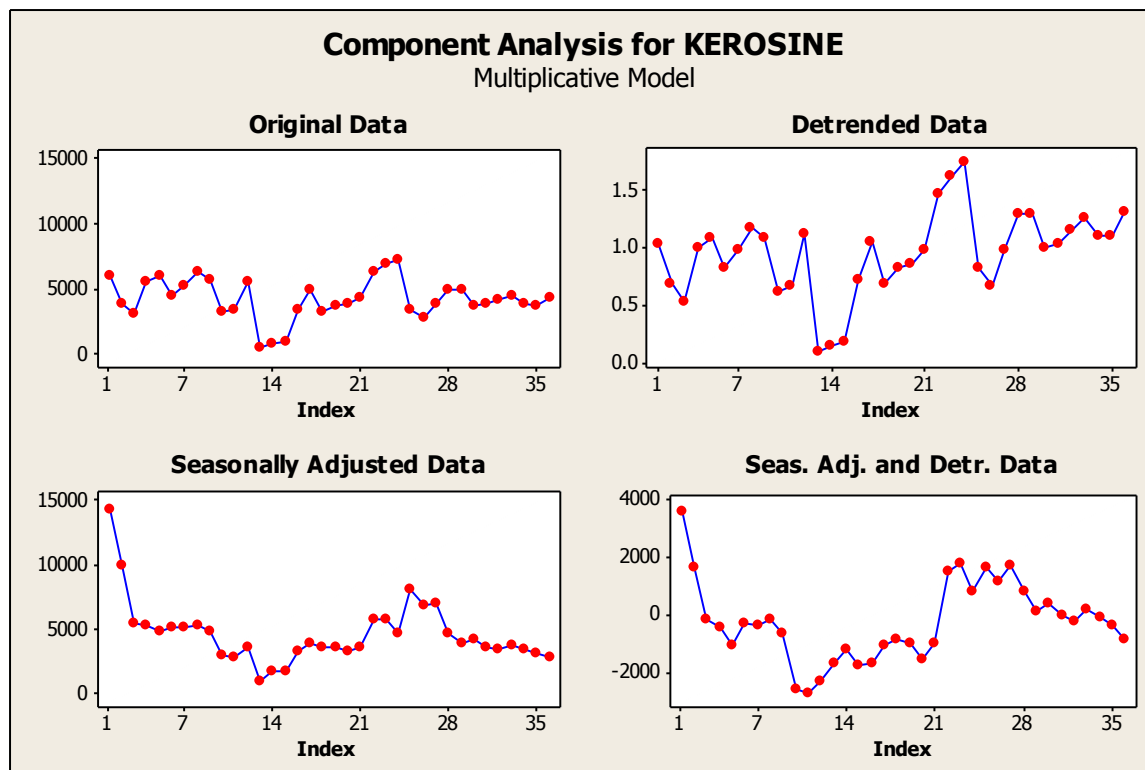 Component Analysis for KEROSINE
Multiplicative Model
Original Data
15000
10000
5000
0
1 7 14 21 28 35
Index
Detrended Data
1.5
1.0
0.5
0.0
1 7 14 21 28 35
Index
Seasonally Adjusted Data
15000
10000
5000
0
1 7 14 21 28 35
Index
Seas. Adj. and Detr. Data
4000
2000
0
-2000
1 7 14 21 28 35
Index